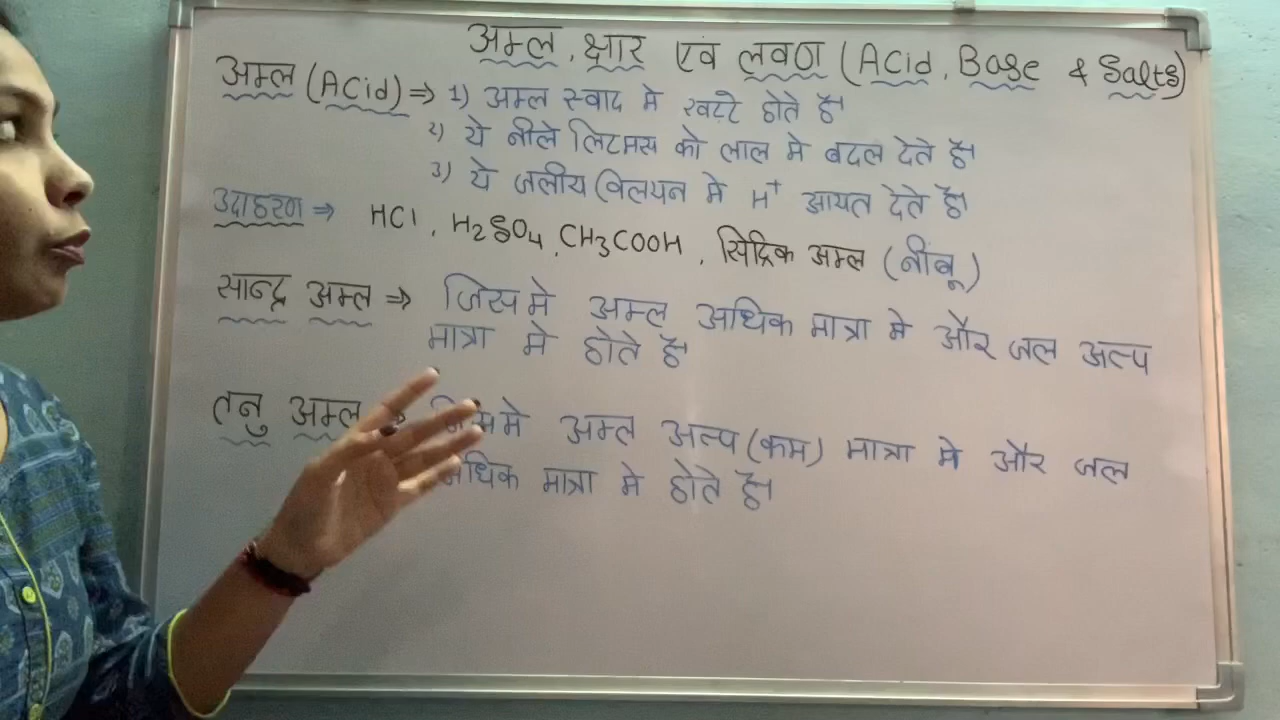 अम्ल, क्षार एवं लवण (Acid, Base & Salts)
अम्ल (Acid) ⇒ 1) अम्ल स्वाद मे खट्टे होते है।
2) ये नीले लिटमस को लाल मे बदल देते है।
3) ये जलीय विलयन मे H⁺ आयन देते है।
उदाहरण ⇒ HCl, H2SO4, CH3COOH, सिट्रिक अम्ल (नींबू)
सान्द्र अम्ल ⇒ जिसमे अम्ल अधिक मात्रा मे और जल अल्प
मात्रा मे होते है।
तनु अम्ल ⇒ जिसमे अम्ल अल्प (कम) मात्रा मे और जल
अधिक मात्रा मे होते है।